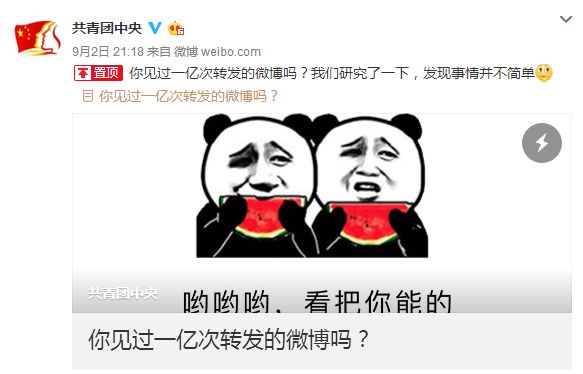 共青团中央
9月2日 21:18 来自 微博 weibo.com
置顶 你见过一亿次转发的微博吗？我们研究了一下，发现事情并不简单
你见过一亿次转发的微博吗？
共青团中央
哟哟哟，看把你能的
你见过一亿次转发的微博吗？